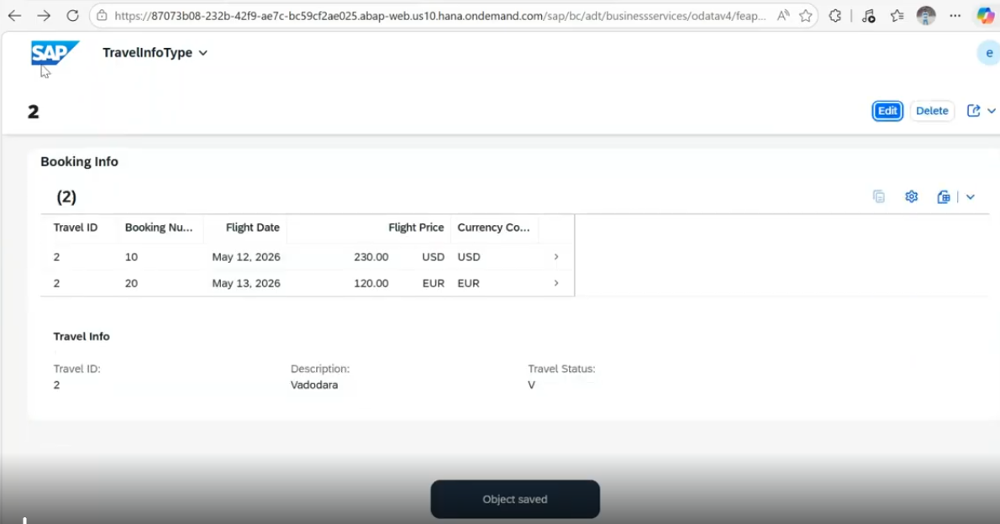 https://87073b08-232b-42f9-ae7c-bc59cf2ae025.abap-web.us10.hana.ondemand.com/sap/bc/adt/businessservices/odatav4/feap...
SAP TravelInfoType e
2 Edit Delete
Booking Info
(2)
Travel ID Booking Nu... Flight Date Flight Price Currency Co...
2 10 May 12, 2026 230.00 USD USD
2 20 May 13, 2026 120.00 EUR EUR
Travel Info
Travel ID: Description: Travel Status:
2 Vadodara V
Object saved